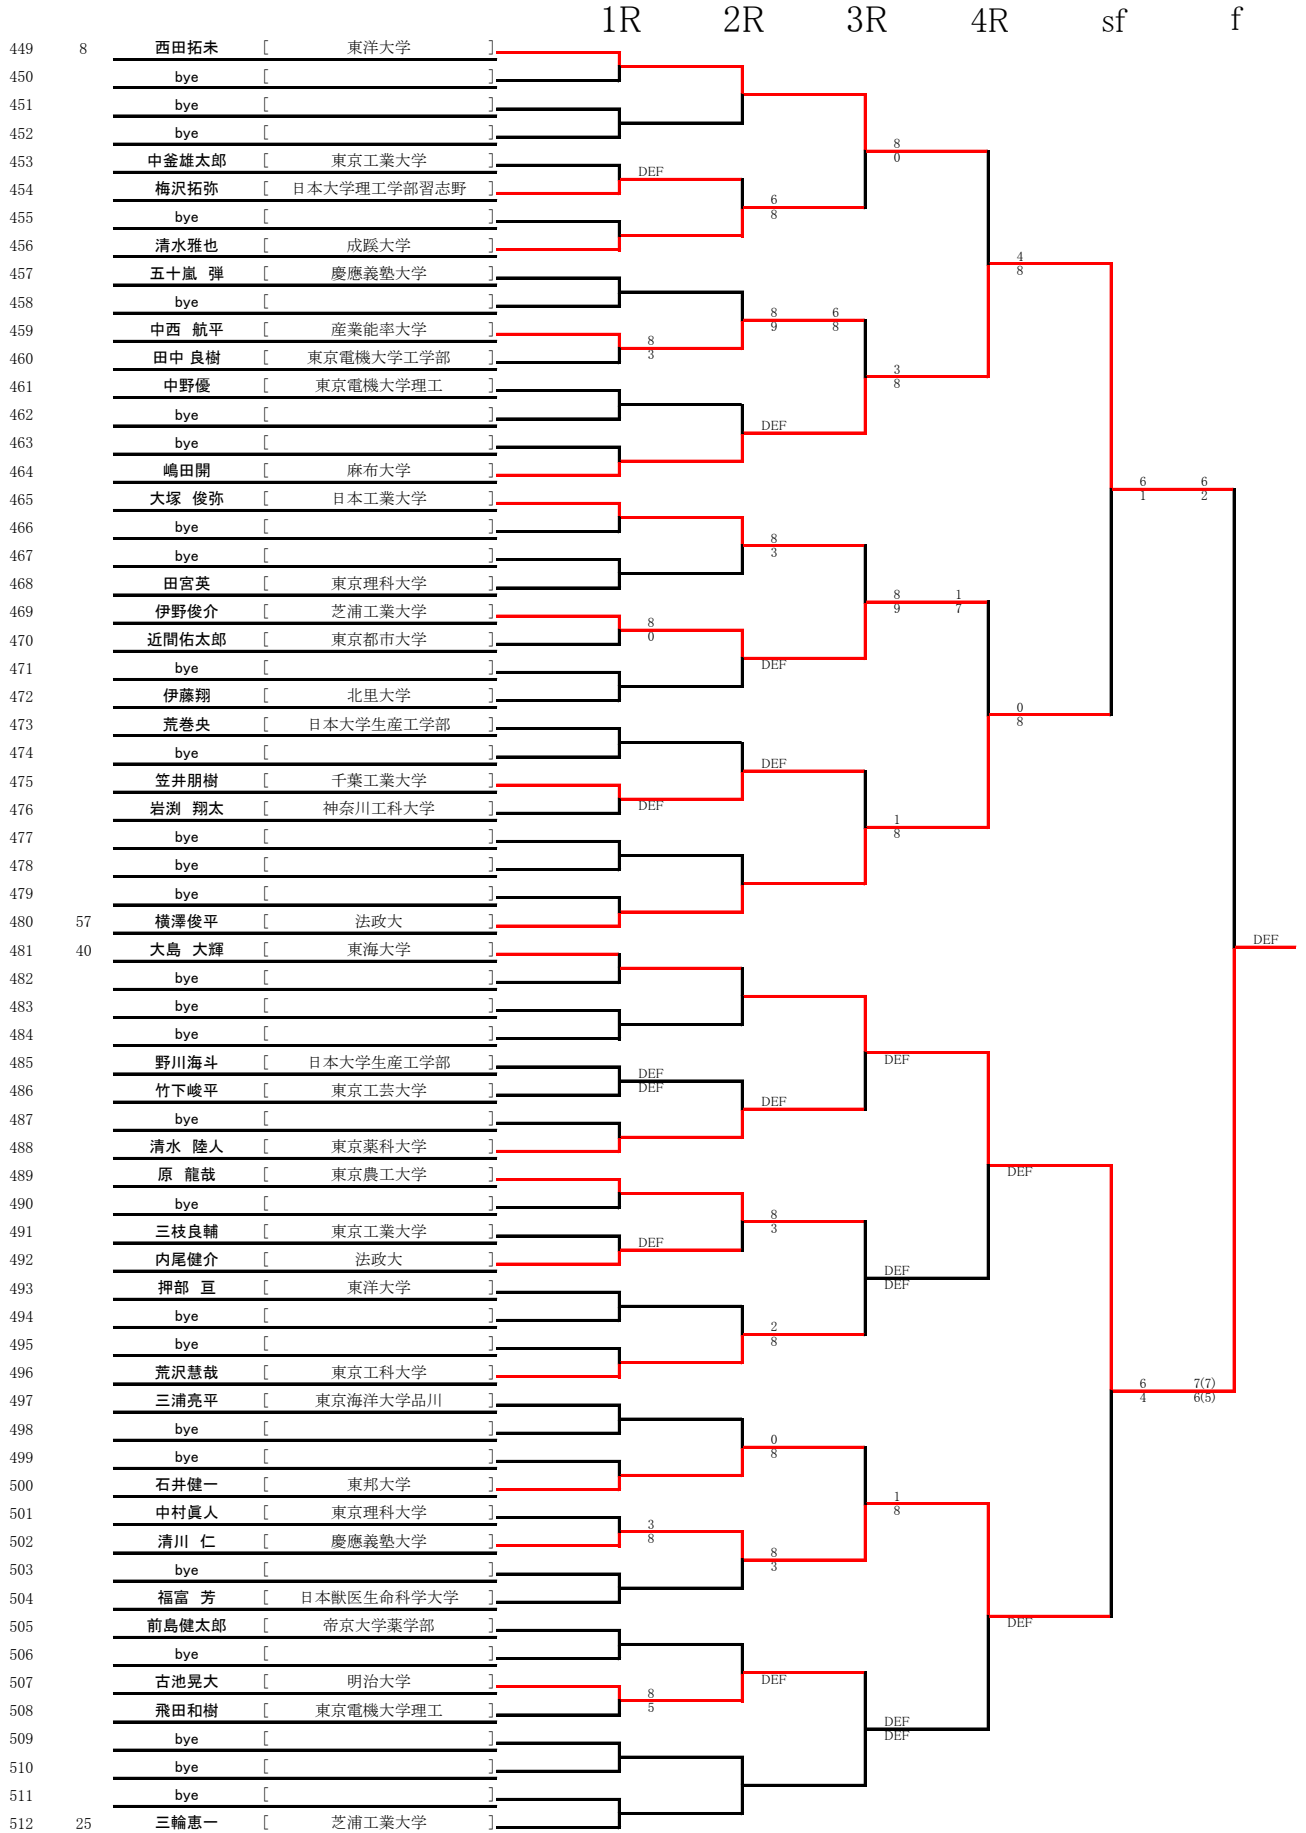 1R 2R 3R 4R sf f
449 8 西田拓未 [ 東洋大学 ]
450 bye [ ]
451 bye [ ]
452 bye [ ]
8
0
453 中釜雄太郎 [ 東京工業大学 ]
DEF
454 梅沢拓弥 [ 日本大学理工学部習志野 ]
6
8
455 bye [ ]
456 清水雅也 [ 成蹊大学 ]
4
8
457 五十嵐 弾 [ 慶應義塾大学 ]
458 bye [ ]
8 6
9 8
459 中西 航平 [ 産業能率大学 ]
8
3
460 田中 良樹 [ 東京電機大学工学部 ]
3
8
461 中野優 [ 東京電機大学理工 ]
462 bye [ ]
DEF
463 bye [ ]
464 嶋田開 [ 麻布大学 ]
6 6
1 2
465 大塚 俊弥 [ 日本工業大学 ]
466 bye [ ]
8
3
467 bye [ ]
468 田宮英 [ 東京理科大学 ]
8 1
9 7
469 伊野俊介 [ 芝浦工業大学 ]
8
0
470 近間佑太郎 [ 東京都市大学 ]
DEF
471 bye [ ]
472 伊藤翔 [ 北里大学 ]
0
8
473 荒巻央 [ 日本大学生産工学部 ]
474 bye [ ]
DEF
475 笠井朋樹 [ 千葉工業大学 ]
DEF
476 岩渕 翔太 [ 神奈川工科大学 ]
1
8
477 bye [ ]
478 bye [ ]
479 bye [ ]
480 57 横澤俊平 [ 法政大 ]
DEF
481 40 大島 大輝 [ 東海大学 ]
482 bye [ ]
483 bye [ ]
484 bye [ ]
DEF
485 野川海斗 [ 日本大学生産工学部 ]
DEF
DEF
486 竹下峻平 [ 東京工芸大学 ]
DEF
487 bye [ ]
488 清水 陸人 [ 東京薬科大学 ]
DEF
489 原 龍哉 [ 東京農工大学 ]
490 bye [ ]
8
3
491 三枝良輔 [ 東京工業大学 ]
DEF
492 内尾健介 [ 法政大 ]
DEF
DEF
493 押部 亘 [ 東洋大学 ]
494 bye [ ]
2
8
495 bye [ ]
496 荒沢慧哉 [ 東京工科大学 ]
6 7(7)
4 6(5)
497 三浦亮平 [ 東京海洋大学品川 ]
498 bye [ ]
0
8
499 bye [ ]
500 石井健一 [ 東邦大学 ]
1
8
501 中村眞人 [ 東京理科大学 ]
3
8
502 清川 仁 [ 慶應義塾大学 ]
8
3
503 bye [ ]
504 福富 芳 [ 日本獣医生命科学大学 ]
DEF
505 前島健太郎 [ 帝京大学薬学部 ]
506 bye [ ]
DEF
507 古池晃大 [ 明治大学 ]
8
5
508 飛田和樹 [ 東京電機大学理工 ]
DEF
DEF
509 bye [ ]
510 bye [ ]
511 bye [ ]
512 25 三輪恵一 [ 芝浦工業大学 ]